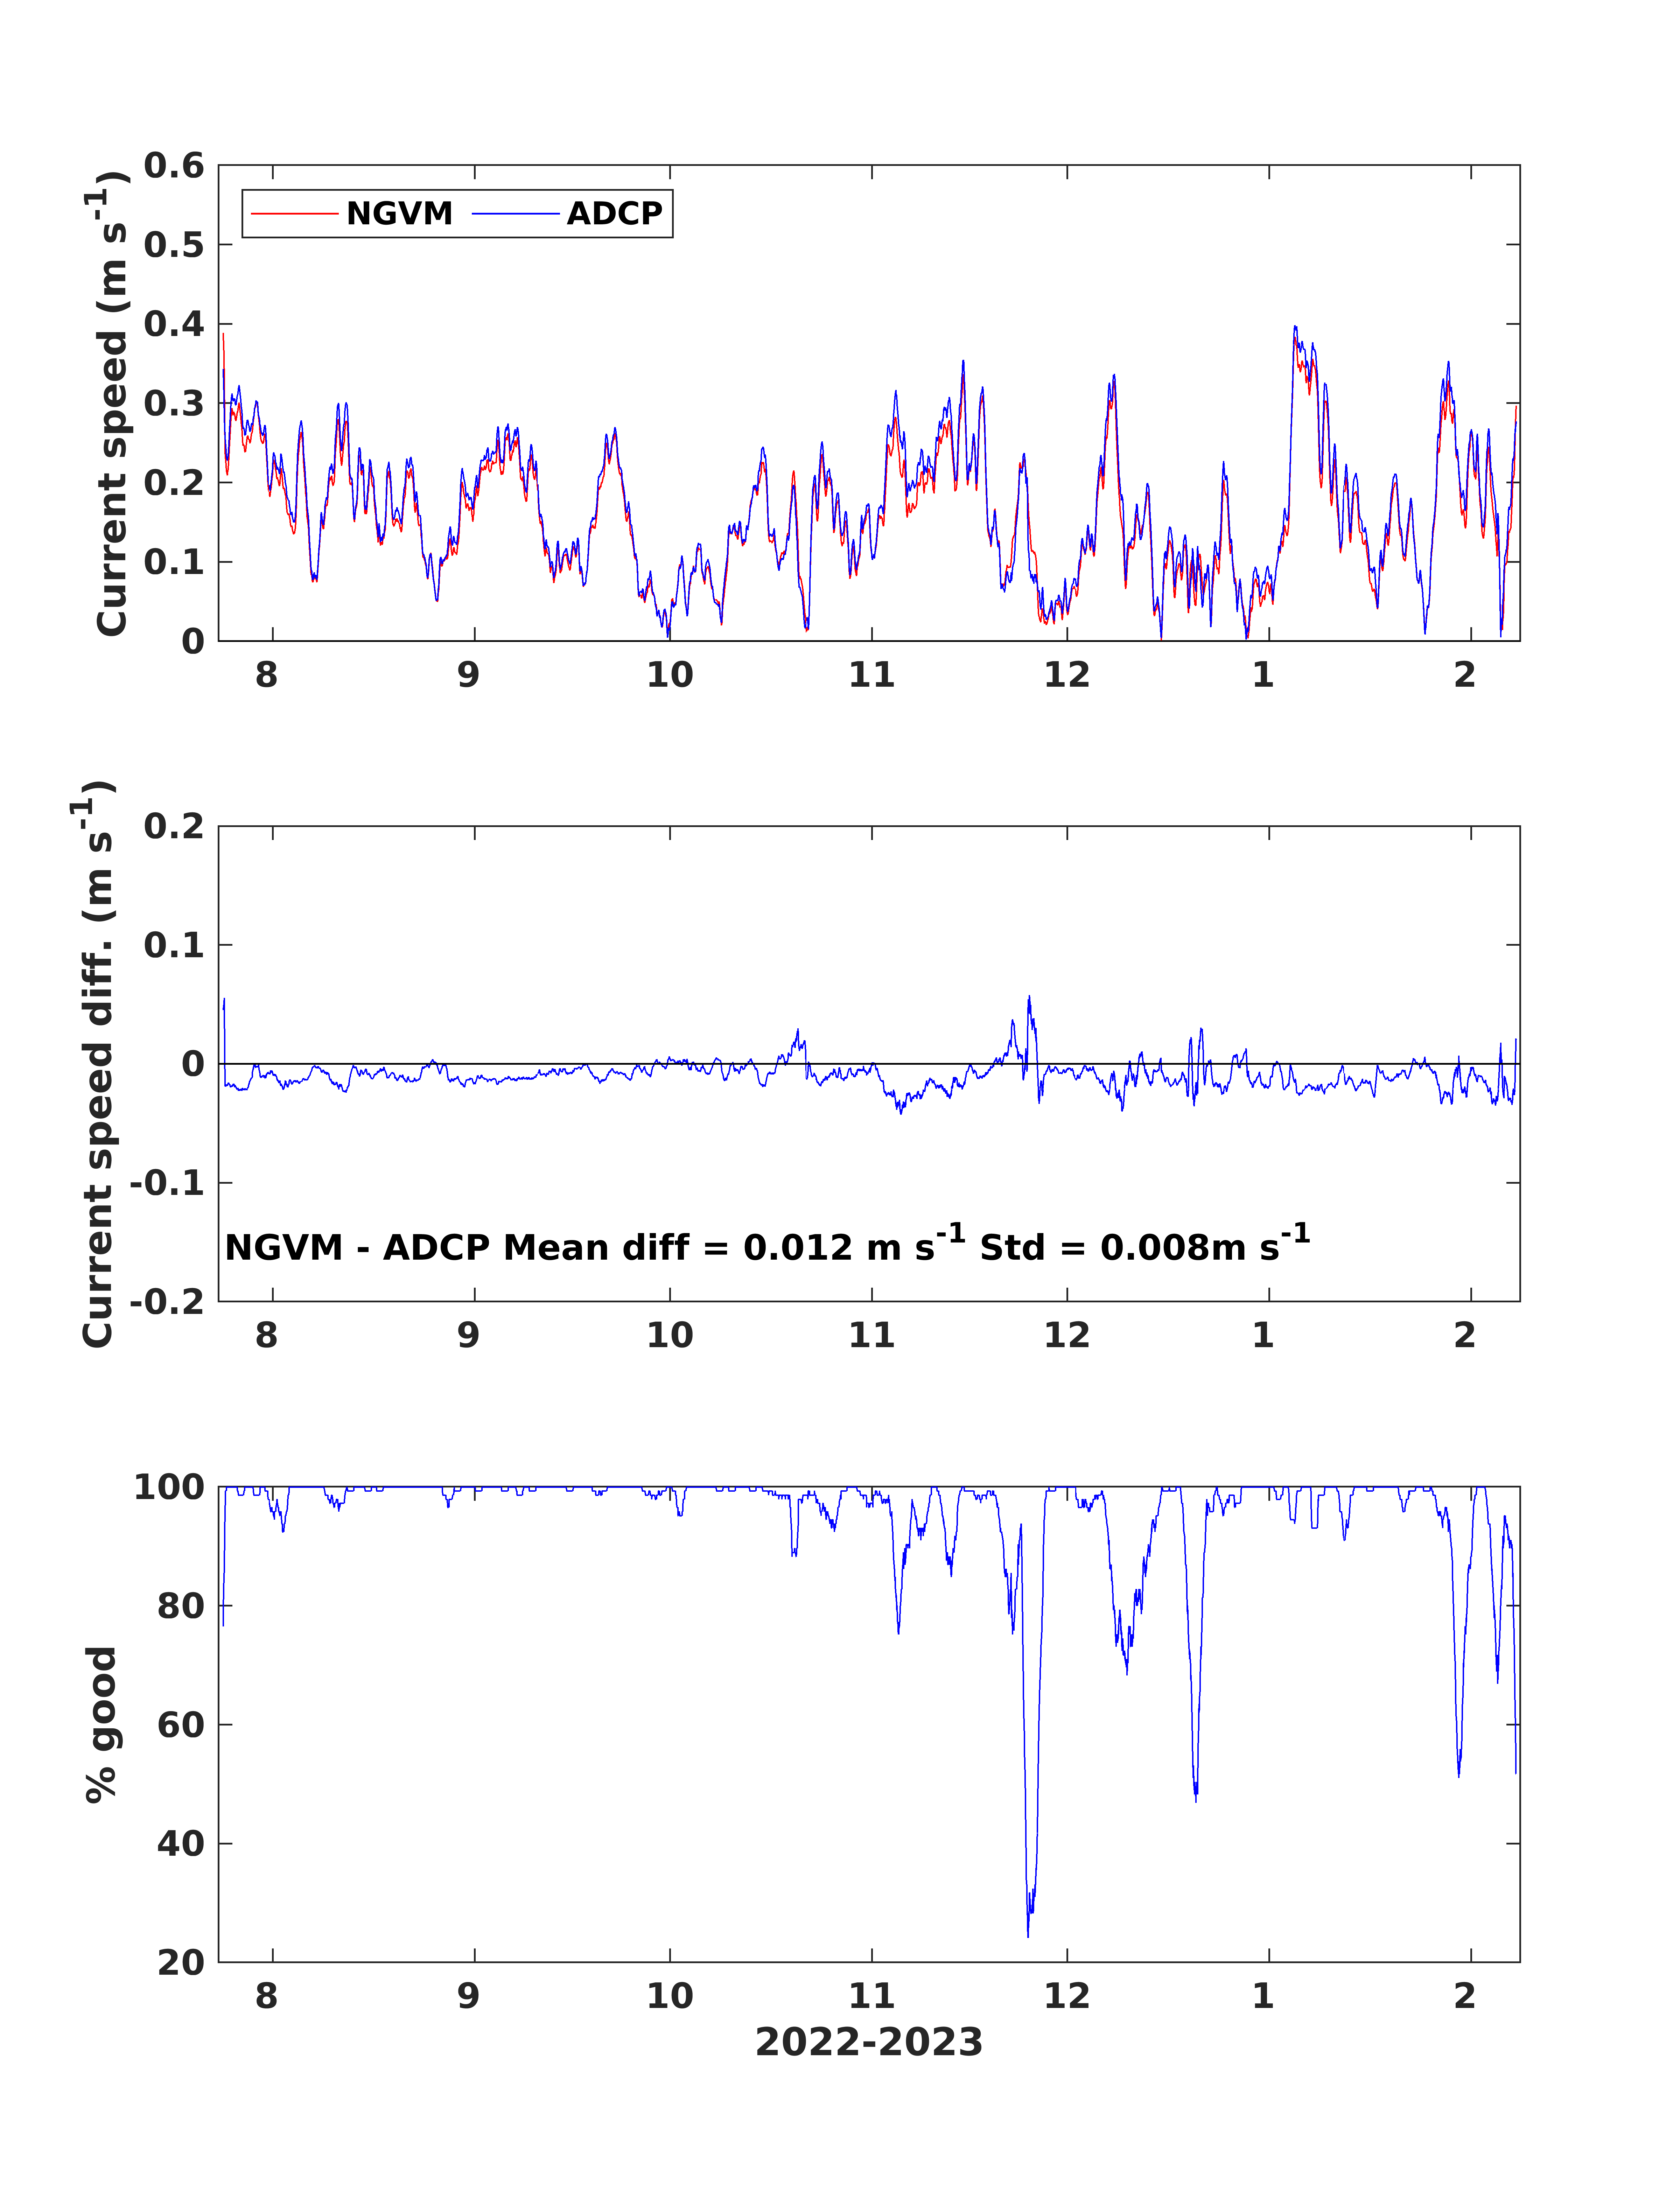 Current speed (m s-1)
0.6
0.5
0.4
0.3
0.2
0.1
0
NGVM ADCP
8 9 10 11 12 1 2
Current speed diff. (m s-1)
0.2
0.1
0
-0.1
-0.2
NGVM - ADCP Mean diff = 0.012 m s-1 Std = 0.008m s-1
8 9 10 11 12 1 2
% good
100
80
60
40
20
8 9 10 11 12 1 2
2022-2023